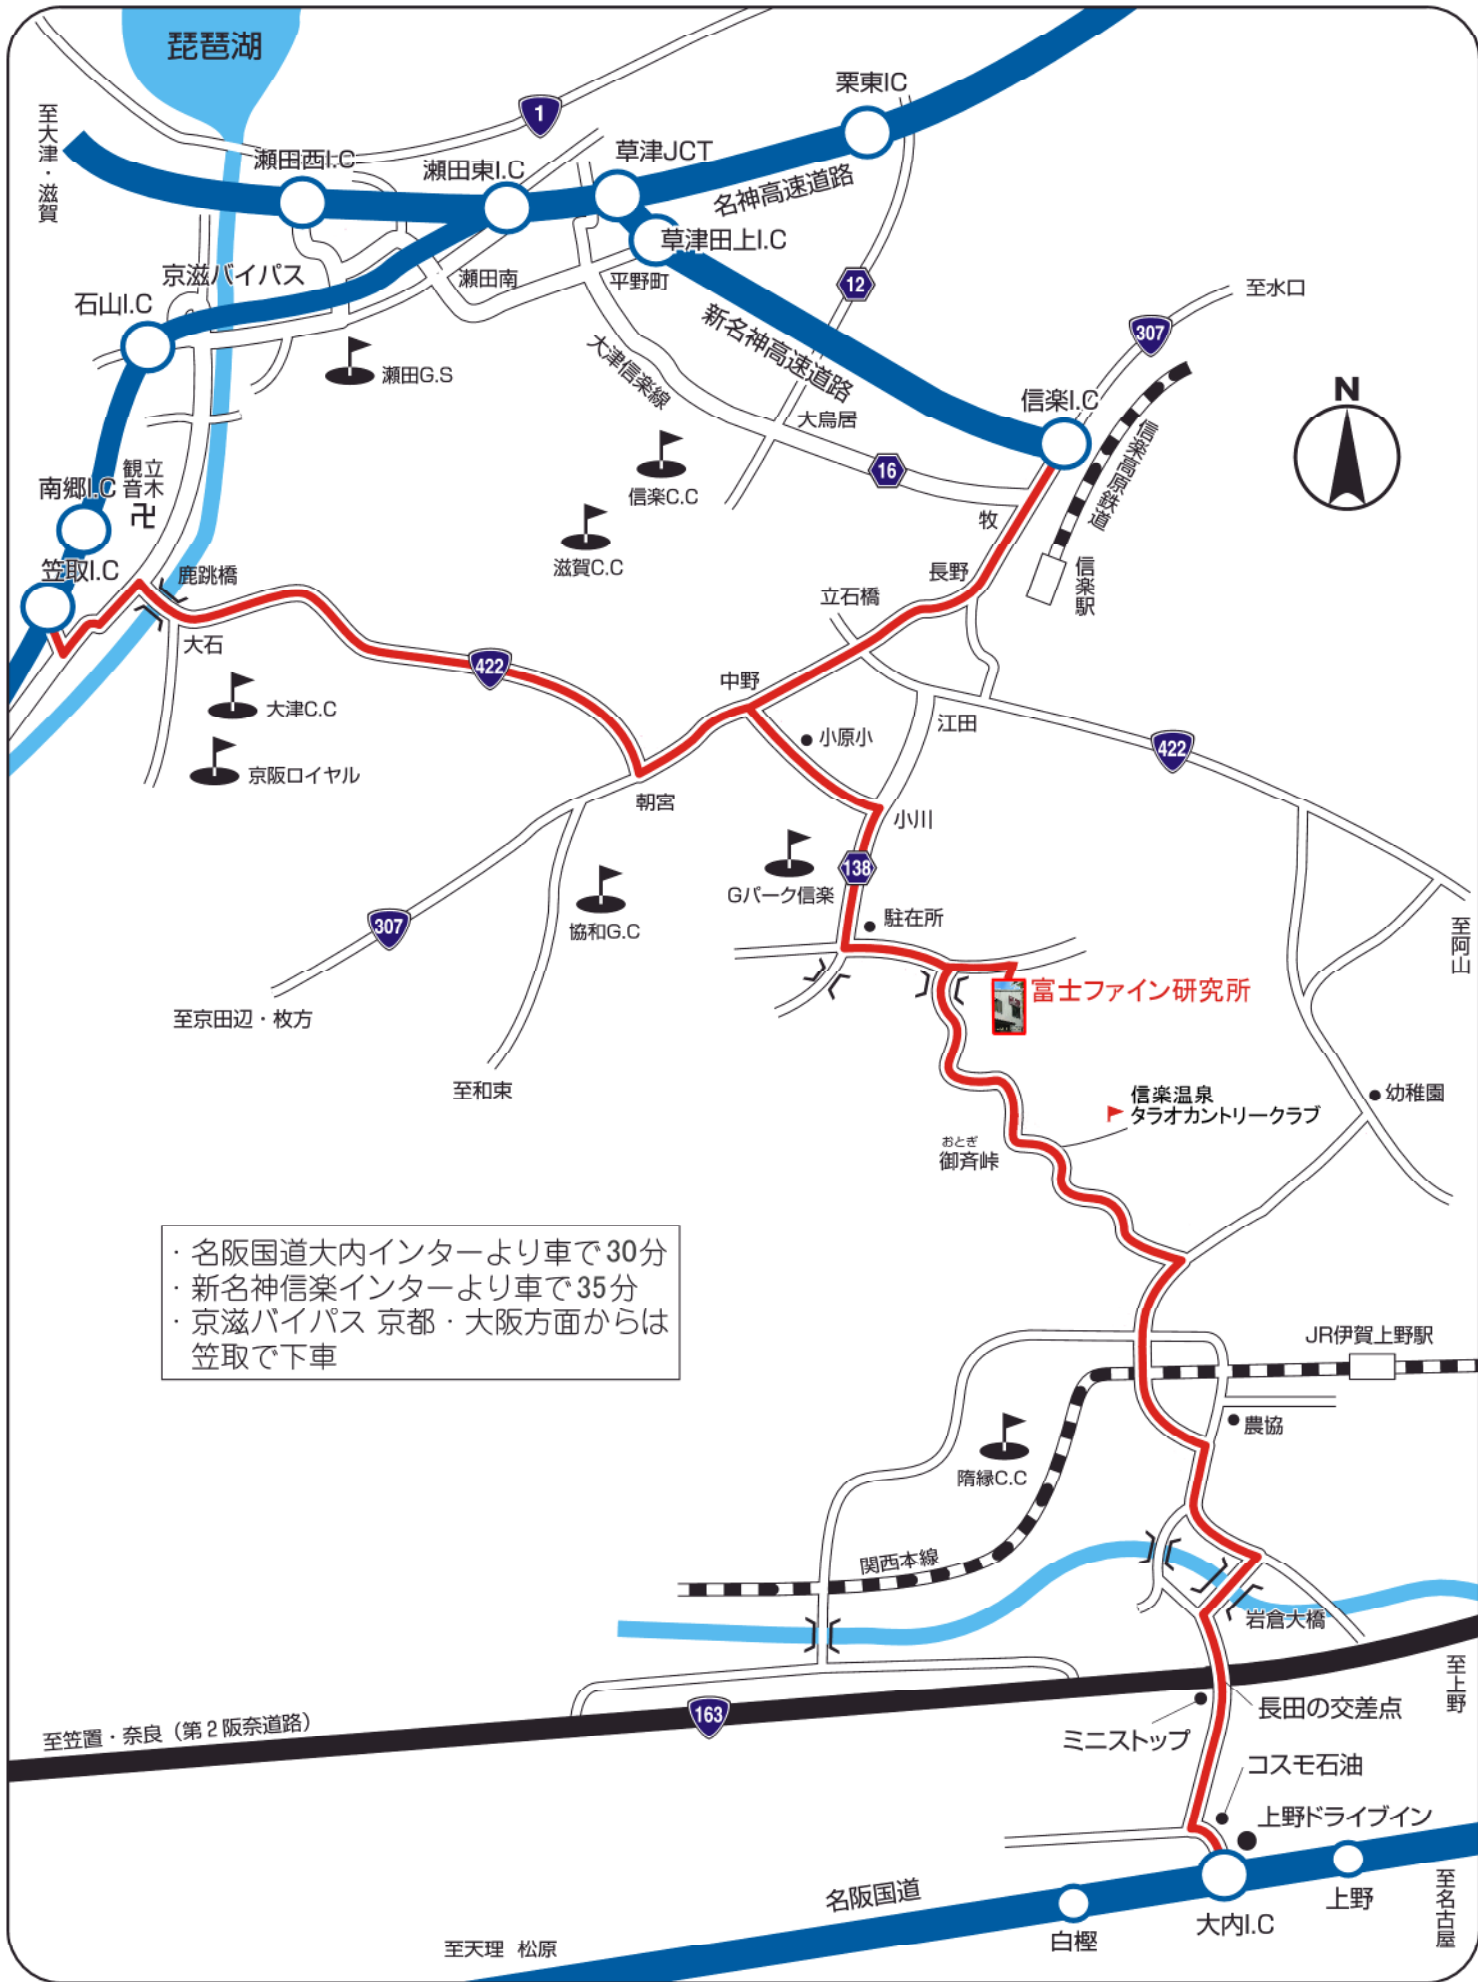 琵琶湖
至大津・滋賀
1
栗東IC
瀬田西I.C
瀬田東I.C
草津JCT
名神高速道路
草津田上I.C
京滋バイパス
瀬田南
平野町
12
至水口
石山I.C
307
新名神高速道路
大津信楽線
瀬田G.S
信楽I.C
N
大鳥居
信楽高原鉄道
16
信楽C.C
立木
観音
南郷I.C
卍
牧
滋賀C.C
笠取I.C
鹿跳橋
長野
信楽駅
立石橋
大石
422
中野
大津C.C
江田
小原小
422
京阪ロイヤル
朝宮
小川
138
Gパーク信楽
307
協和G.C
駐在所
至阿山
富士ファイン研究所
至京田辺・枚方
至和束
幼稚園
信楽温泉
タラオカントリークラブ
おとぎ
御斉峠
・名阪国道大内インターより車で30分
・新名神信楽インターより車で35分
・京滋バイパス 京都・大阪方面からは
笠取で下車
JR伊賀上野駅
農協
隋縁C.C
関西本線
岩倉大橋
至上野
長田の交差点
163
至笠置・奈良（第２阪奈道路）
ミニストップ
コスモ石油
上野ドライブイン
名阪国道
上野
至名古屋
大内I.C
白樫
至天理 松原